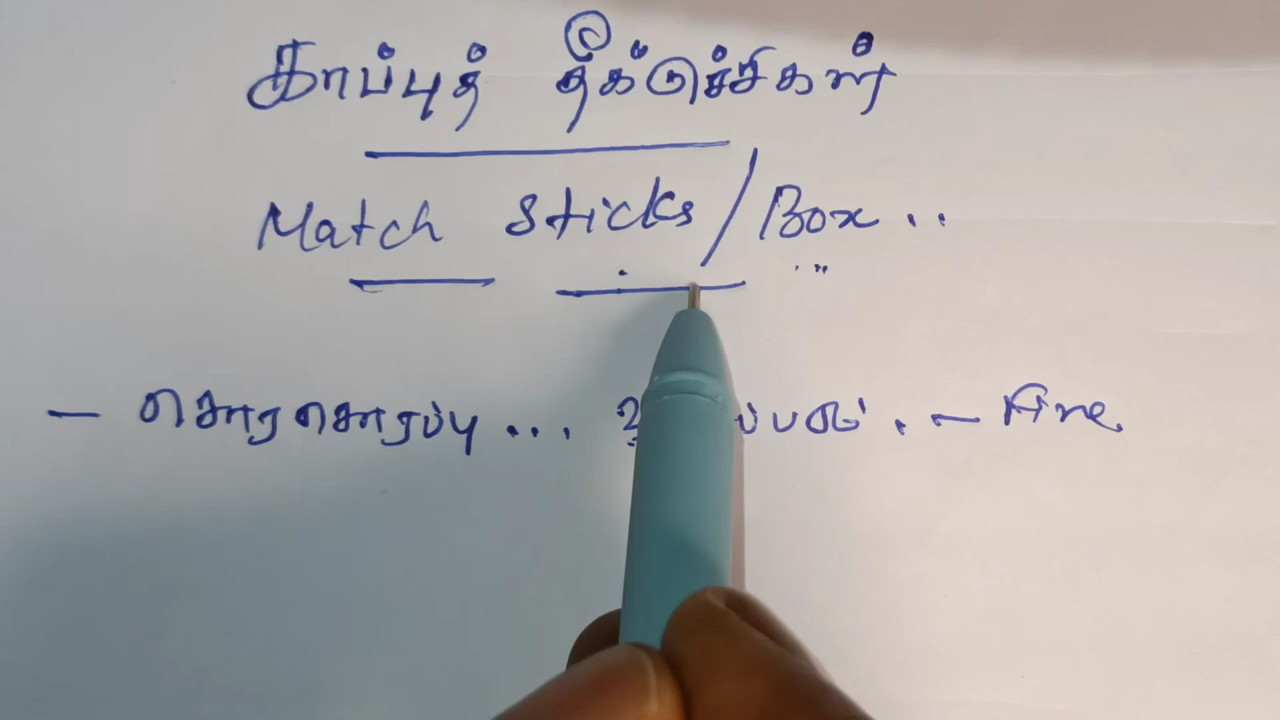 காப்புத் தீக்குச்சிகள்
Match Sticks / Box ..
- சொரசொரப்பு ... . - Fire